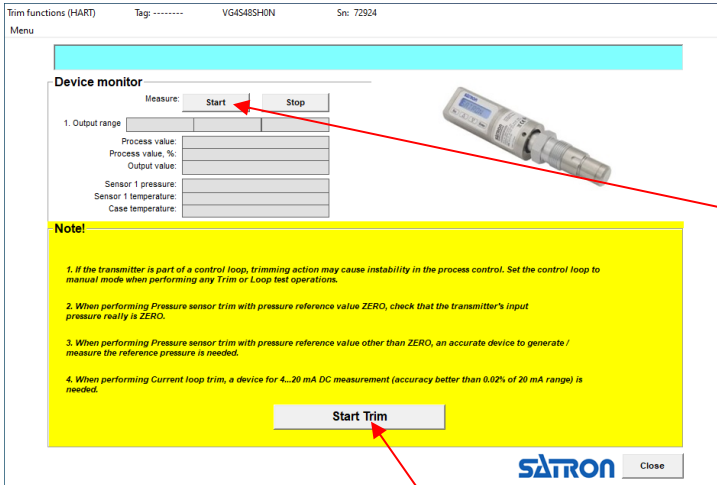 Trim functions (HART) Tag: -------- VG4S48SH0N Sn: 72924
Menu
Device monitor
Measure: Start Stop
1. Output range
Process value:
Process value, %:
Output value:
Sensor 1 pressure:
Sensor 1 temperature:
Case temperature:
SATRON
Note!
1. If the transmitter is part of a control loop, trimming action may cause instability in the process control. Set the control loop to
manual mode when performing any Trim or Loop test operations.
2. When performing Pressure sensor trim with pressure reference value ZERO, check that the transmitter's input
pressure really is ZERO.
3. When performing Pressure sensor trim with pressure reference value other than ZERO, an accurate device to generate /
measure the reference pressure is needed.
4. When performing Current loop trim, a device for 4...20 mA DC measurement (accuracy better than 0.02% of 20 mA range) is
needed.
Start Trim
SATRON Close